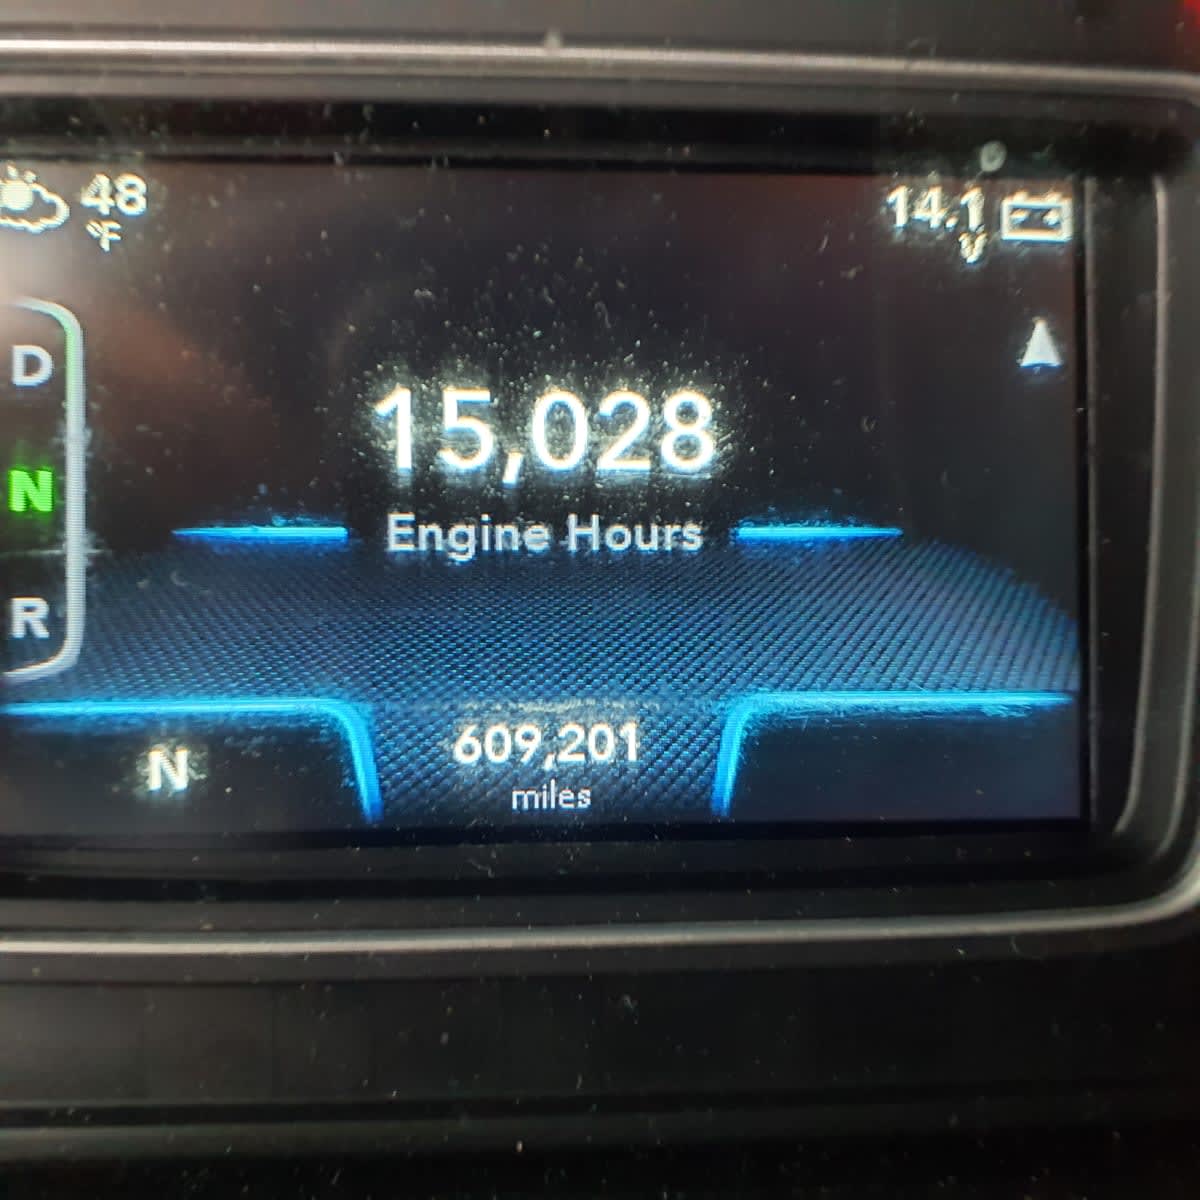 48
°F
14.1
V
D
15,028
N
Engine Hours
R
609,201
N
miles